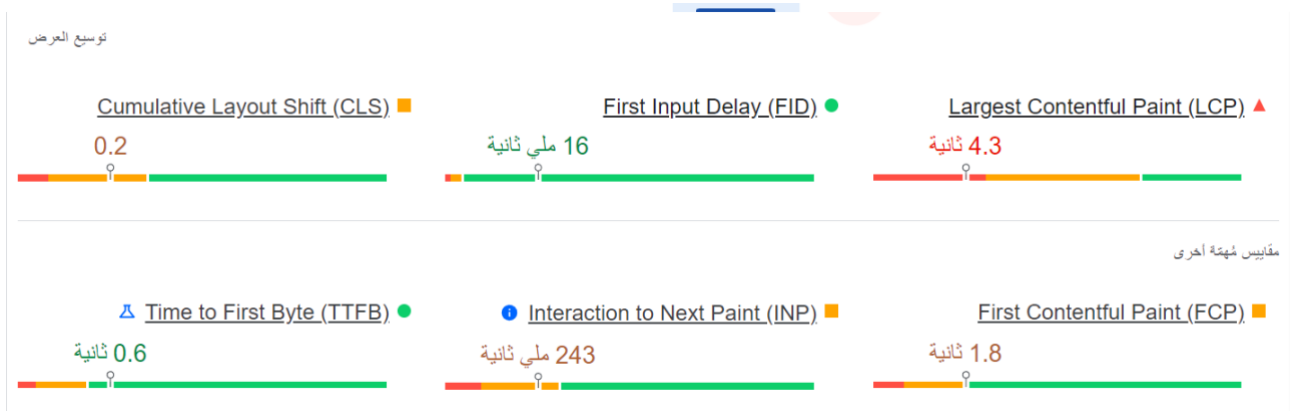 توسيع العرض
Largest Contentful Paint (LCP)
4.3 ثانية
First Input Delay (FID)
16 ملي ثانية
Cumulative Layout Shift (CLS)
0.2
مقاييس مُهمّة أخرى
First Contentful Paint (FCP)
1.8 ثانية
Interaction to Next Paint (INP)
243 ملي ثانية
Time to First Byte (TTFB)
0.6 ثانية